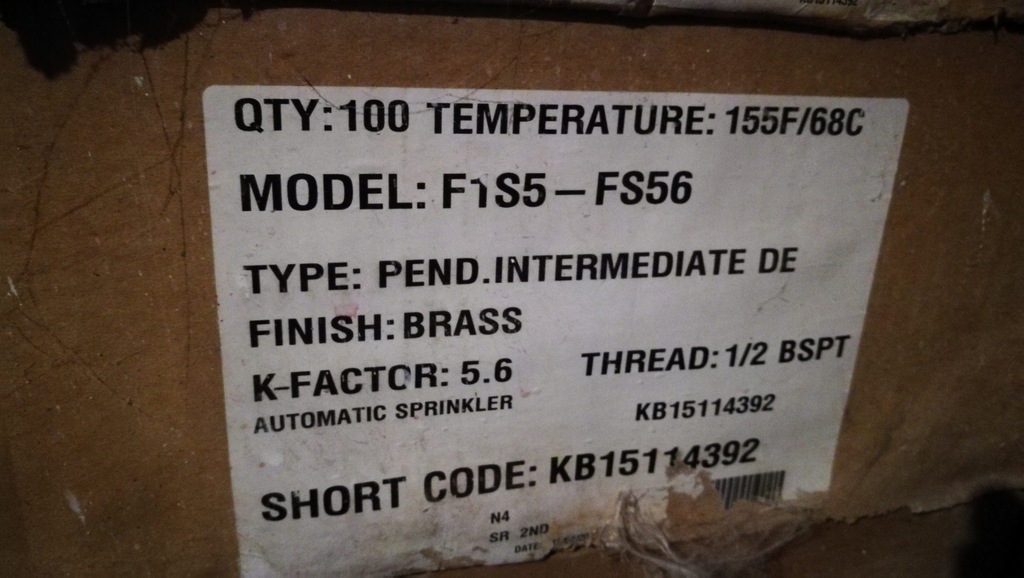 QTY:100 TEMPERATURE: 155F/68C
MODEL: F1S5-FS56
TYPE: PEND.INTERMEDIATE DE
FINISH:BRASS
K-FACTOR: 5.6 THREAD:1/2 BSPT
AUTOMATIC SPRINKLER KB15114392
SHORT CODE: KB15114392
N4
SR 2ND
DATE